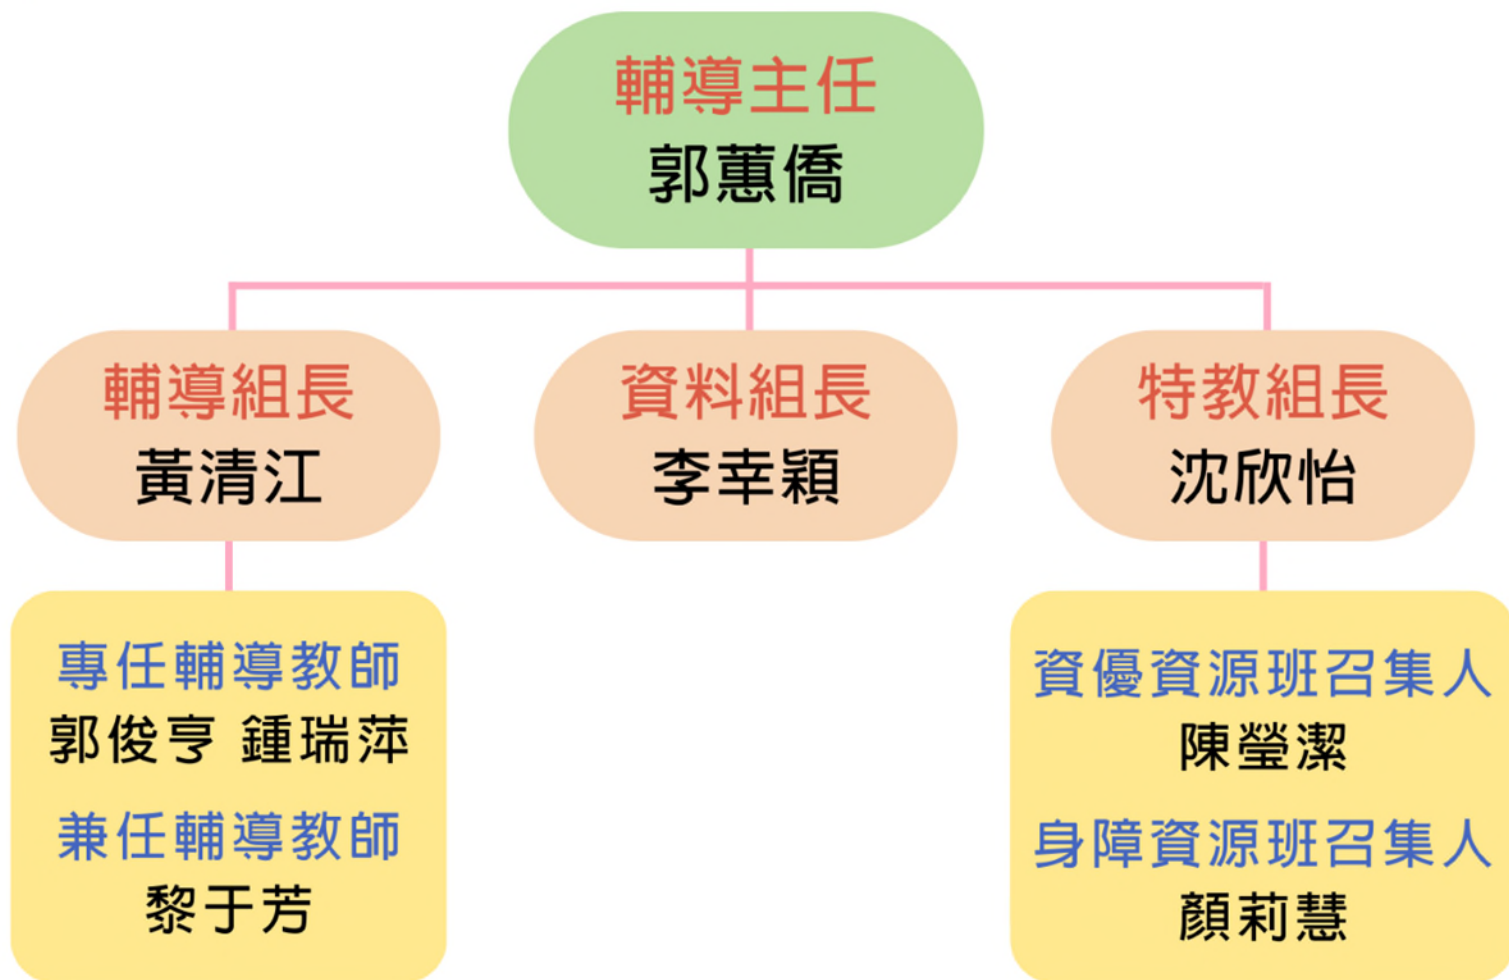 輔導主任
郭蕙僑
輔導組長
黃清江
資料組長
李幸穎
特教組長
沈欣怡
專任輔導教師
郭俊亨 鍾瑞萍
兼任輔導教師
黎于芳
資優資源班召集人
陳瑩潔
身障資源班召集人
顏莉慧